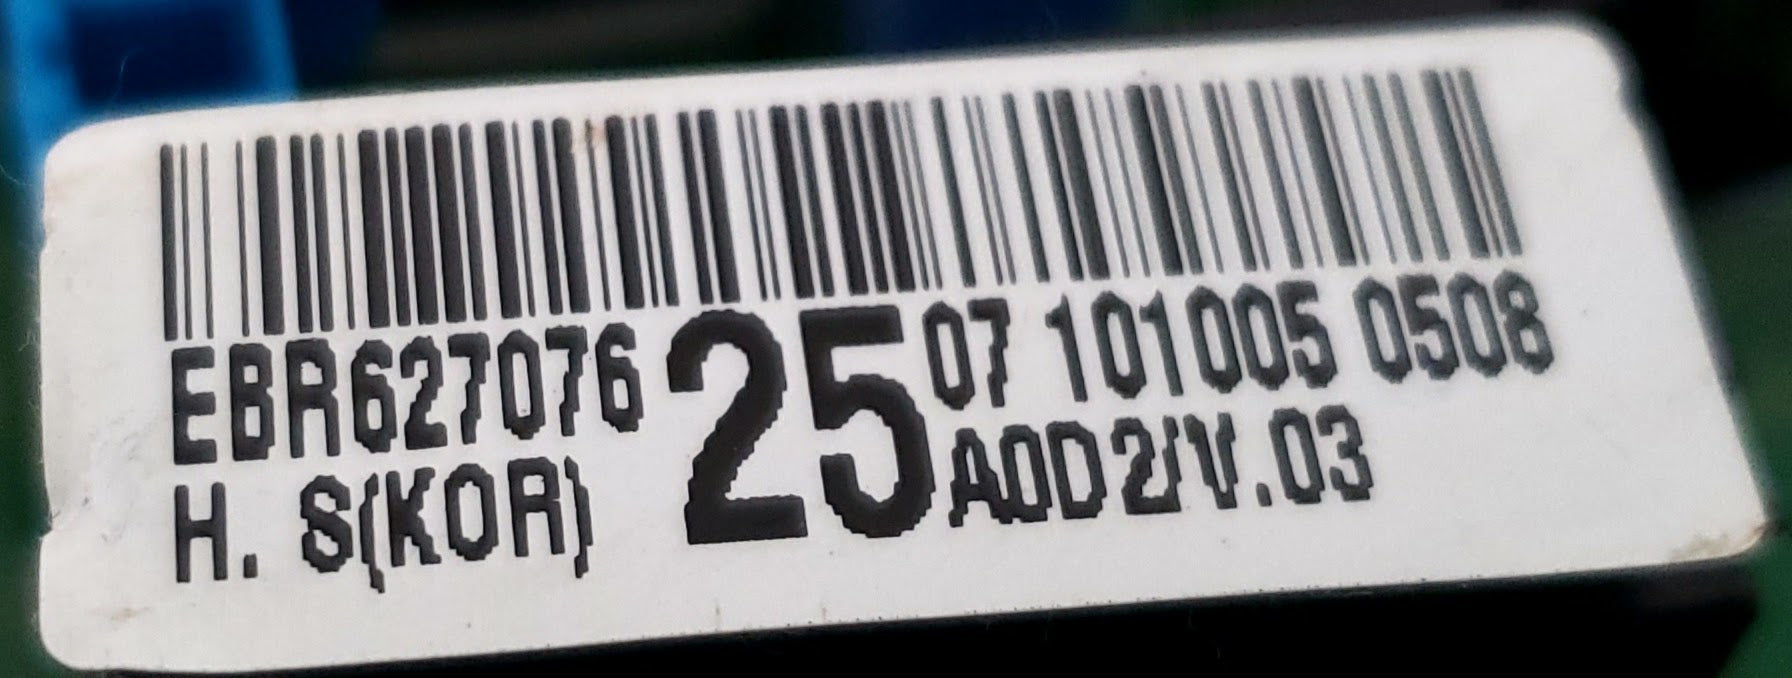 EBR627076 25 07 101005 0508
H. S(KOR) A0D2/V.03